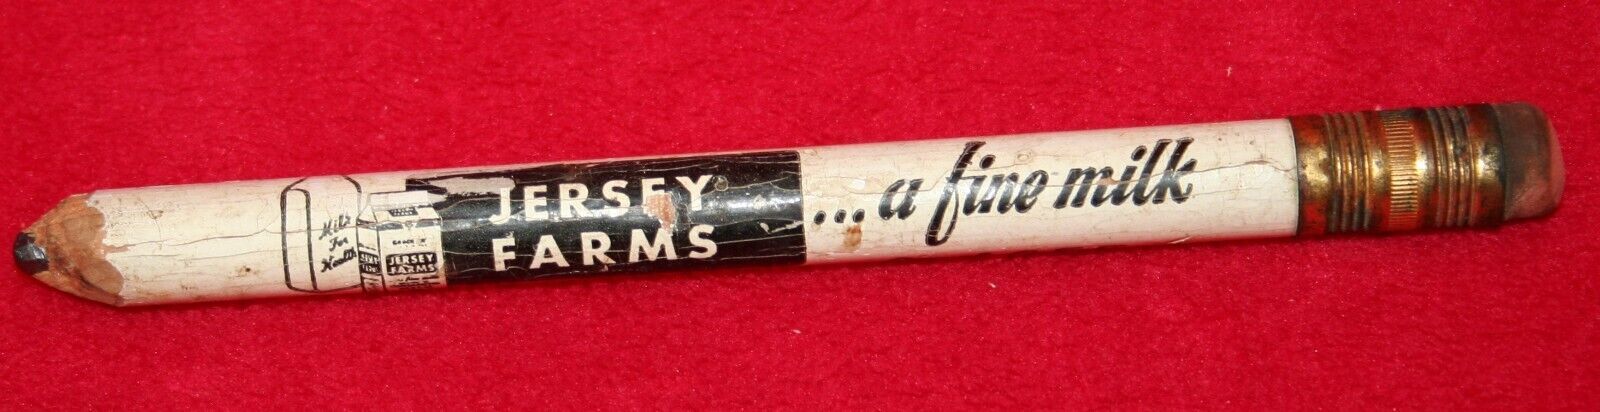 Milk
For
Health
JERSEY
FARMS
JERSEY
FARMS
... a fine milk